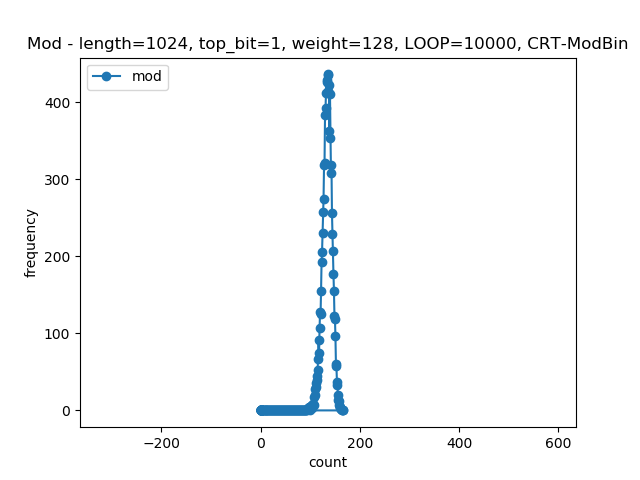 Mod - length=1024, top_bit=1, weight=128, LOOP=10000, CRT-ModBin
mod
400
300
200
100
0
frequency
−200
0
200
400
600
count